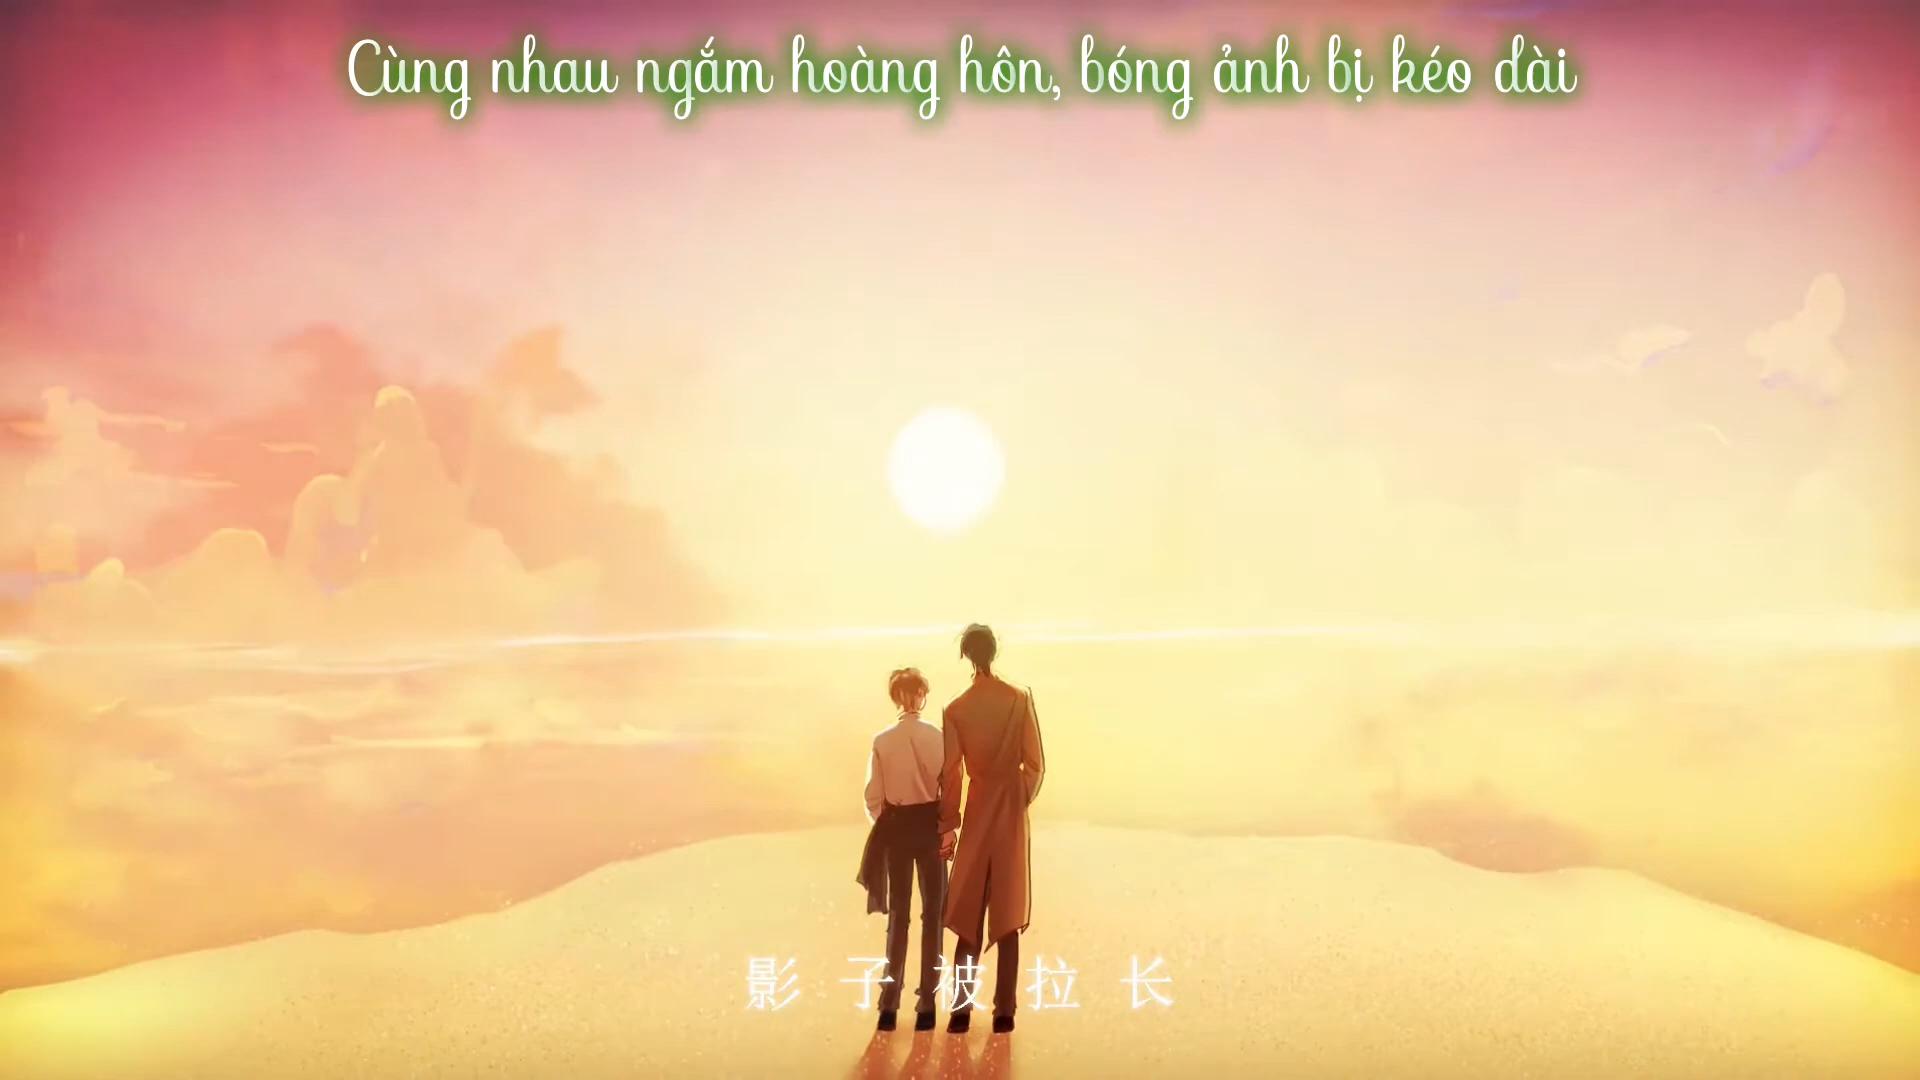 Cùng nhau ngắm hoàng hôn, bóng ảnh bị kéo dài
影子被拉长